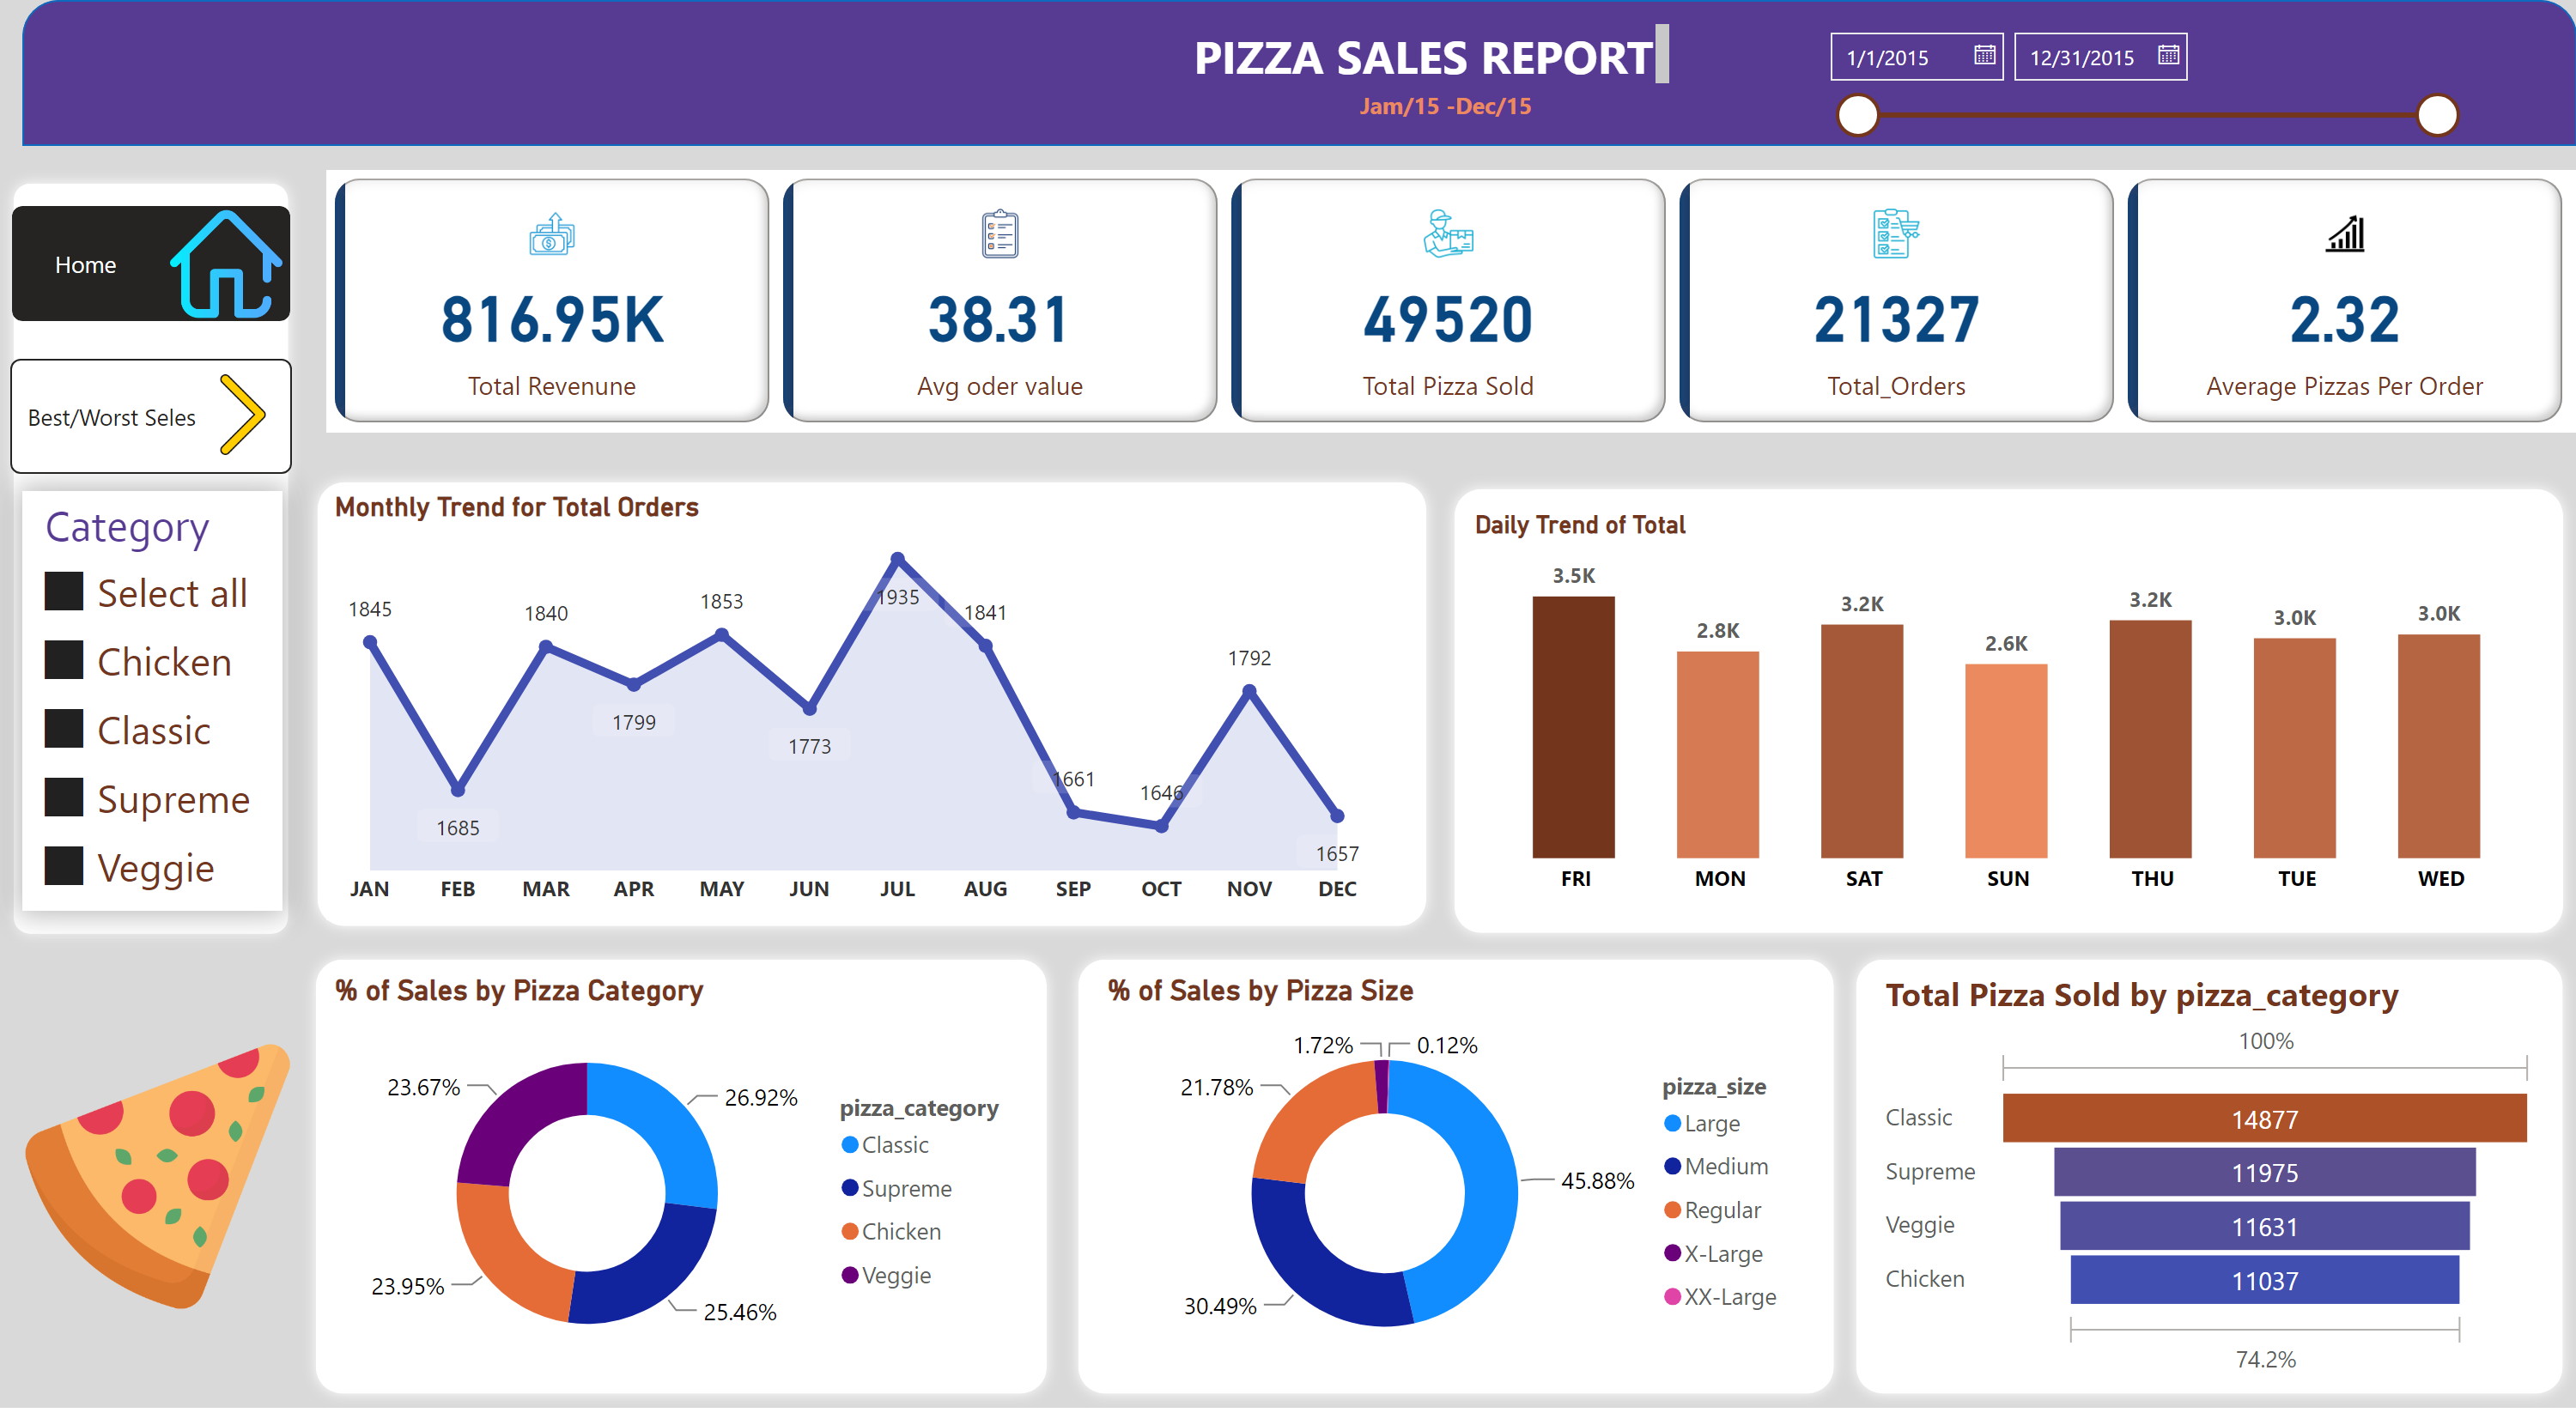 PIZZA SALES REPORT
Jam/15 -Dec/15
1/1/2015
12/31/2015
Home
Best/Worst Seles
Category
Select all
Chicken
Classic
Supreme
Veggie
816.95K
Total Revenune
38.31
Avg oder value
49520
Total Pizza Sold
21327
Total_Orders
2.32
Average Pizzas Per Order
Monthly Trend for Total Orders
1845
1685
1840
1799
1853
1773
1935
1841
1661
1646
1792
1657
JAN FEB MAR APR MAY JUN JUL AUG SEP OCT NOV DEC
Daily Trend of Total
3.5K
2.8K
3.2K
2.6K
3.2K
3.0K
3.0K
FRI MON SAT SUN THU TUE WED
% of Sales by Pizza Category
23.67%
26.92%
23.95%
25.46%
pizza_category
Classic
Supreme
Chicken
Veggie
% of Sales by Pizza Size
1.72%
0.12%
21.78%
45.88%
30.49%
pizza_size
Large
Medium
Regular
X-Large
XX-Large
Total Pizza Sold by pizza_category
100%
Classic 14877
Supreme 11975
Veggie 11631
Chicken 11037
74.2%